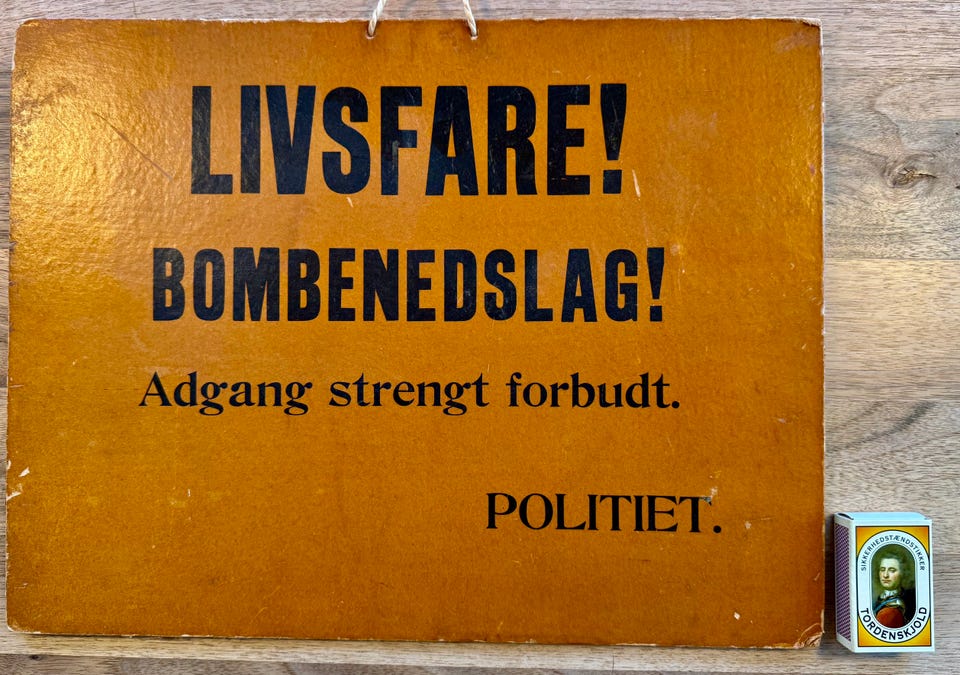 LIVSFARE!
BOMBENEDSLAG!
Adgang strengt forbudt.
POLITIET.
SIKKERHEDSTÆNDSTIKKER
TORDENSKJOLD